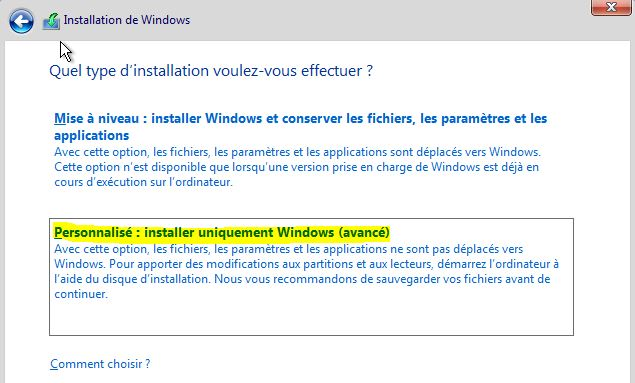 Installation de Windows
Quel type d'installation voulez-vous effectuer ?
Mise à niveau : installer Windows et conserver les fichiers, les paramètres et les
applications
Avec cette option, les fichiers, les paramètres et les applications sont déplacés vers Windows.
Cette option n'est disponible que lorsqu'une version prise en charge de Windows est déjà en
cours d'exécution sur l'ordinateur.
Personnalisé : installer uniquement Windows (avancé)
Avec cette option, les fichiers, les paramètres et les applications ne sont pas déplacés vers
Windows. Pour apporter des modifications aux partitions et aux lecteurs, démarrez l'ordinateur à
l'aide du disque d'installation. Nous vous recommandons de sauvegarder vos fichiers avant de
continuer.
Comment choisir ?